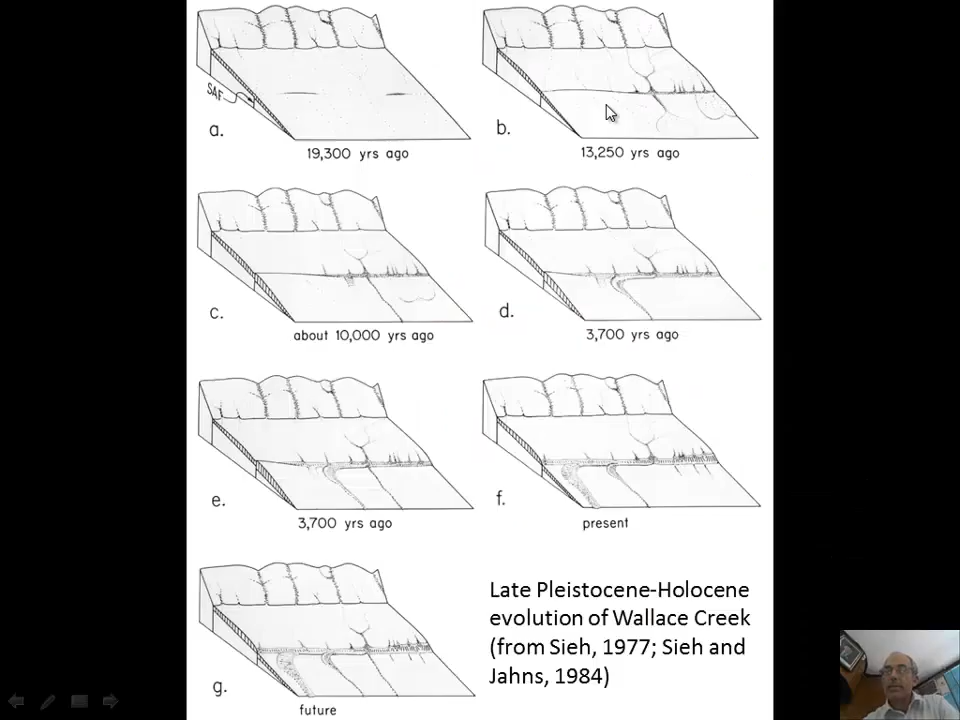 SAF
a.
19,300 yrs ago
b.
13,250 yrs ago
c.
about 10,000 yrs ago
d.
3,700 yrs ago
e.
3,700 yrs ago
f.
present
g.
future
Late Pleistocene-Holocene
evolution of Wallace Creek
(from Sieh, 1977; Sieh and
Jahns, 1984)